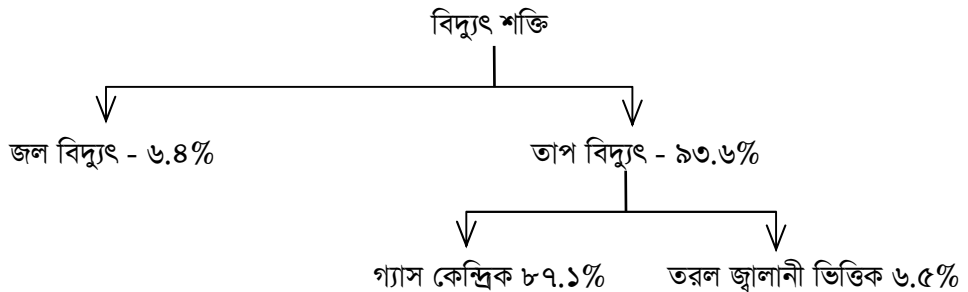 বিদ্যুৎ শক্তি
জল বিদ্যুৎ - ৬.৪% তাপ বিদ্যুৎ - ৯৩.৬%
গ্যাস কেন্দ্রিক ৮৭.১% তরল জ্বালানী ভিত্তিক ৬.৫%